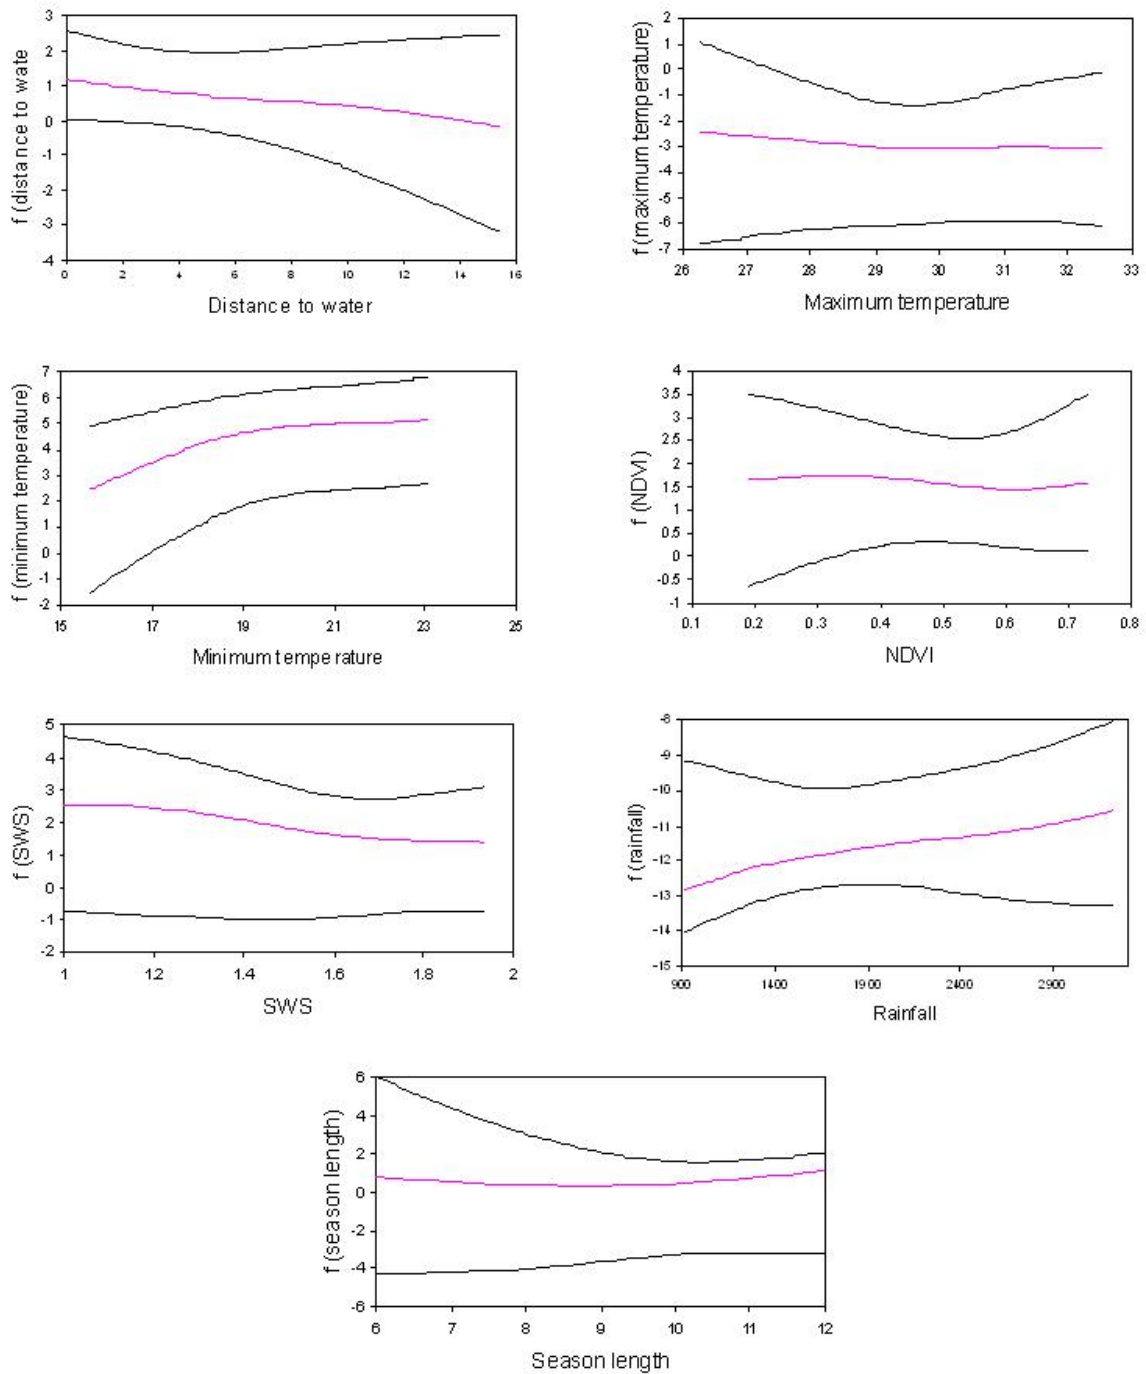 f (distance to wate
3
2
1
0
-1
-2
-3
-4
0 2 4 6 8 10 12 14 16
Distance to water
f (maximum temperature)
2
1
0
-1
-2
-3
-4
-5
-6
-7
26 27 28 29 30 31 32 33
Maximum temperature
f (minimum temperature)
7
6
5
4
3
2
1
0
-1
-2
15 17 19 21 23 25
Minimum temperature
f (NDVI)
4
3.5
3
2.5
2
1.5
1
0.5
0
-0.5
-1
0.1 0.2 0.3 0.4 0.5 0.6 0.7 0.8
NDVI
f (SWS)
5
4
3
2
1
0
-1
-2
1 1.2 1.4 1.6 1.8 2
SWS
f (rainfall)
-8
-9
-10
-11
-12
-13
-14
-15
900 1400 1900 2400 2900
Rainfall
f (season length)
6
4
2
0
-2
-4
-6
6 7 8 9 10 11 12
Season length